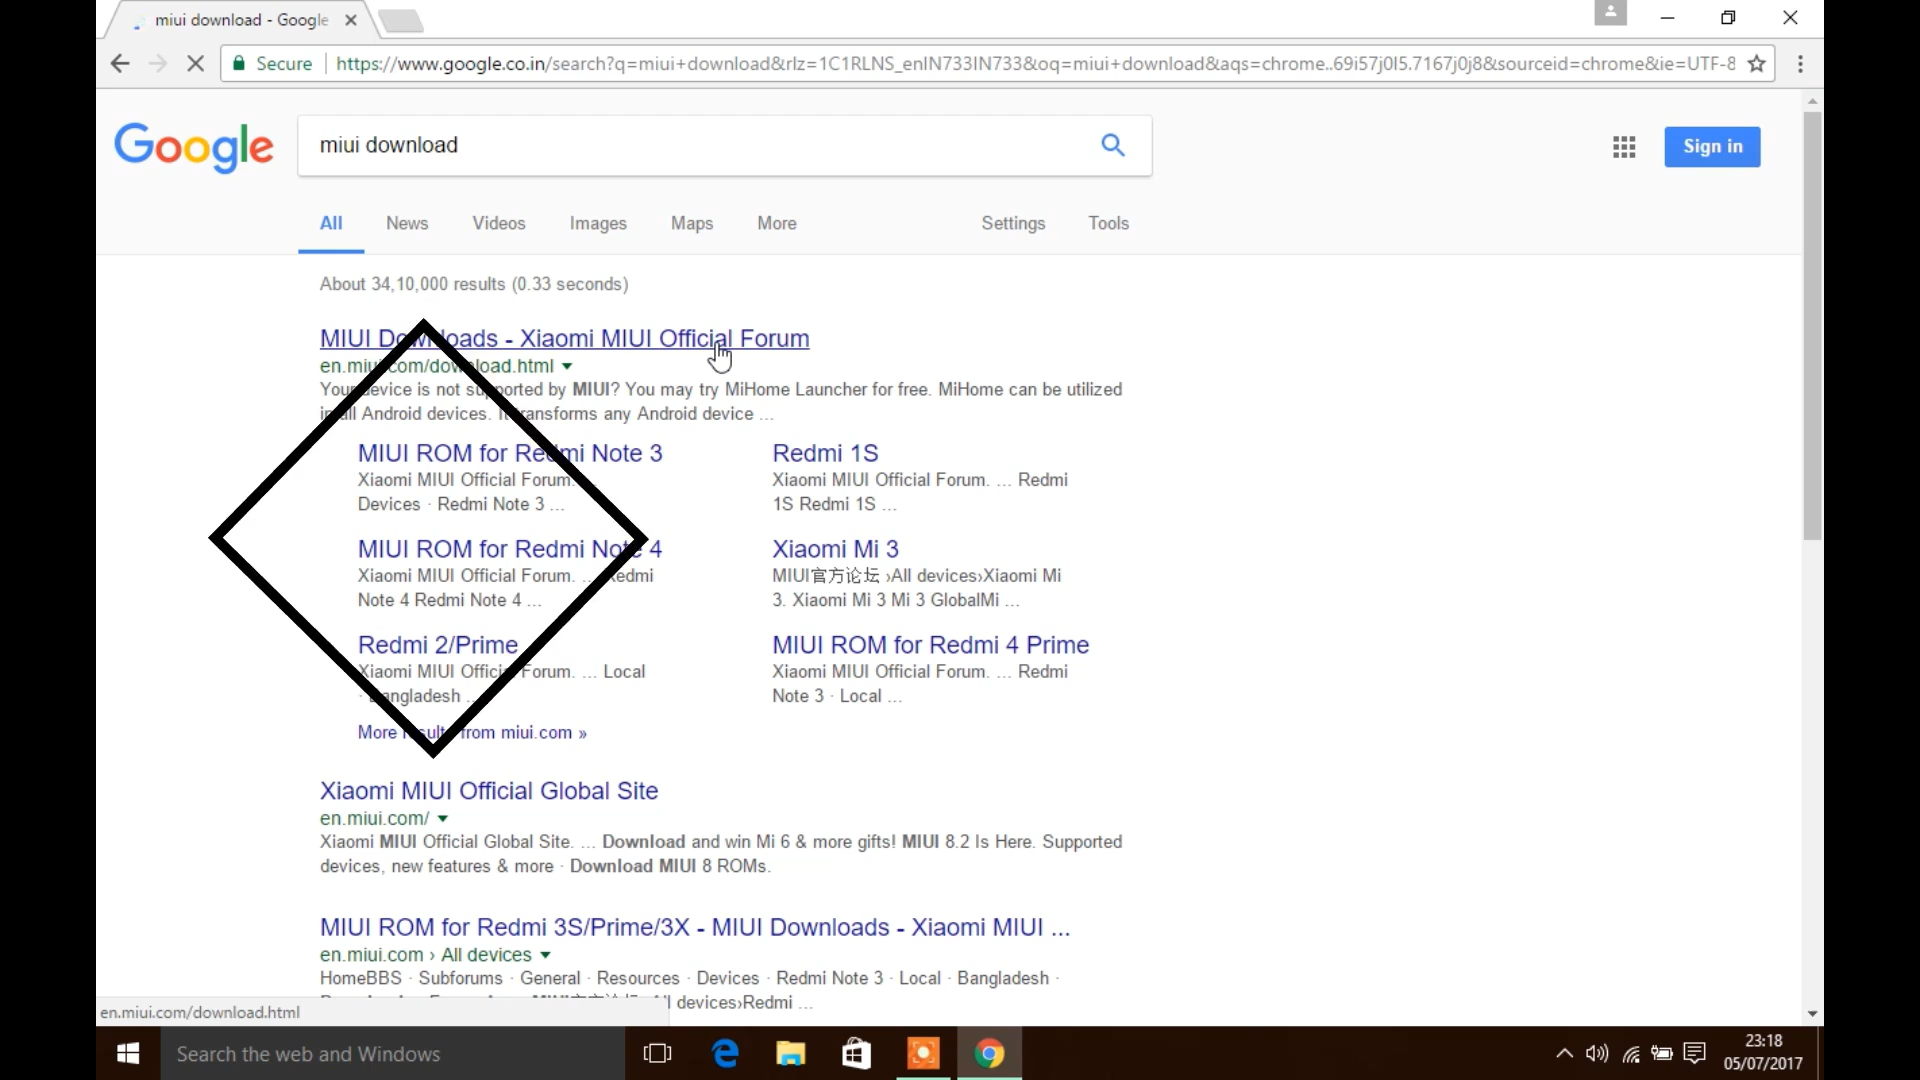 miui download - Google
Secure
https://www.google.co.in/search?q=miui+download&rlz=1C1RLNS_enIN733IN733&oq=miui+download&aqs=chrome..69i57j0l5.7167j0j8&sourceid=chrome&ie=UTF-8
Google
miui download
Sign in
All News Videos Images Maps More Settings Tools
About 34,10,000 results (0.33 seconds)
MIUI Downloads - Xiaomi MIUI Official Forum
en.miui.com/download.html
Your device is not supported by MIUI? You may try MiHome Launcher for free. MiHome can be utilized
in all Android devices. It transforms any Android device ...
MIUI ROM for Redmi Note 3
Xiaomi MIUI Official Forum. ...
Devices · Redmi Note 3 ...
Redmi 1S
Xiaomi MIUI Official Forum. ... Redmi
1S Redmi 1S ...
MIUI ROM for Redmi Note 4
Xiaomi MIUI Official Forum. ... Redmi
Note 4 Redmi Note 4 ...
Xiaomi Mi 3
MIUI官方论坛 ›All devices›Xiaomi Mi
3. Xiaomi Mi 3 Mi 3 GlobalMi ...
Redmi 2/Prime
Xiaomi MIUI Official Forum. ... Local
· Bangladesh ...
MIUI ROM for Redmi 4 Prime
Xiaomi MIUI Official Forum. ... Redmi
Note 3 · Local ...
More results from miui.com »
Xiaomi MIUI Official Global Site
en.miui.com/
Xiaomi MIUI Official Global Site. ... Download and win Mi 6 & more gifts! MIUI 8.2 Is Here. Supported
devices, new features & more · Download MIUI 8 ROMs.
MIUI ROM for Redmi 3S/Prime/3X - MIUI Downloads - Xiaomi MIUI ...
en.miui.com › All devices
HomeBBS · Subforums · General · Resources · Devices · Redmi Note 3 · Local · Bangladesh ·
devices›Redmi ...
en.miui.com/download.html
Search the web and Windows
23:18
05/07/2017